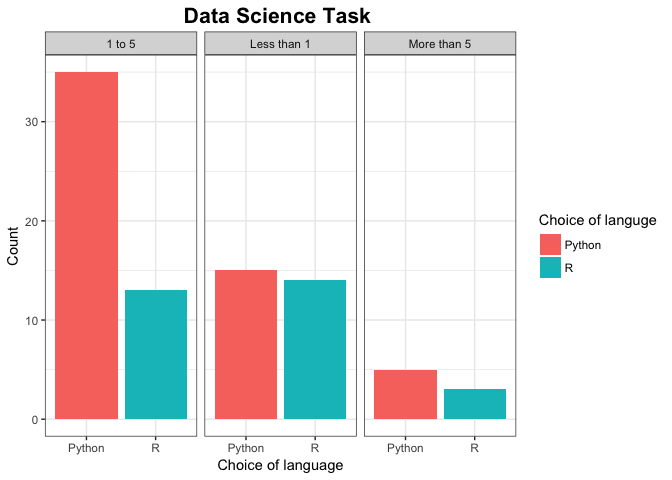 Data Science Task
1 to 5 Less than 1 More than 5
Count
30
20
10
0
Python R Python R Python R
Choice of language
Choice of languge
Python
R